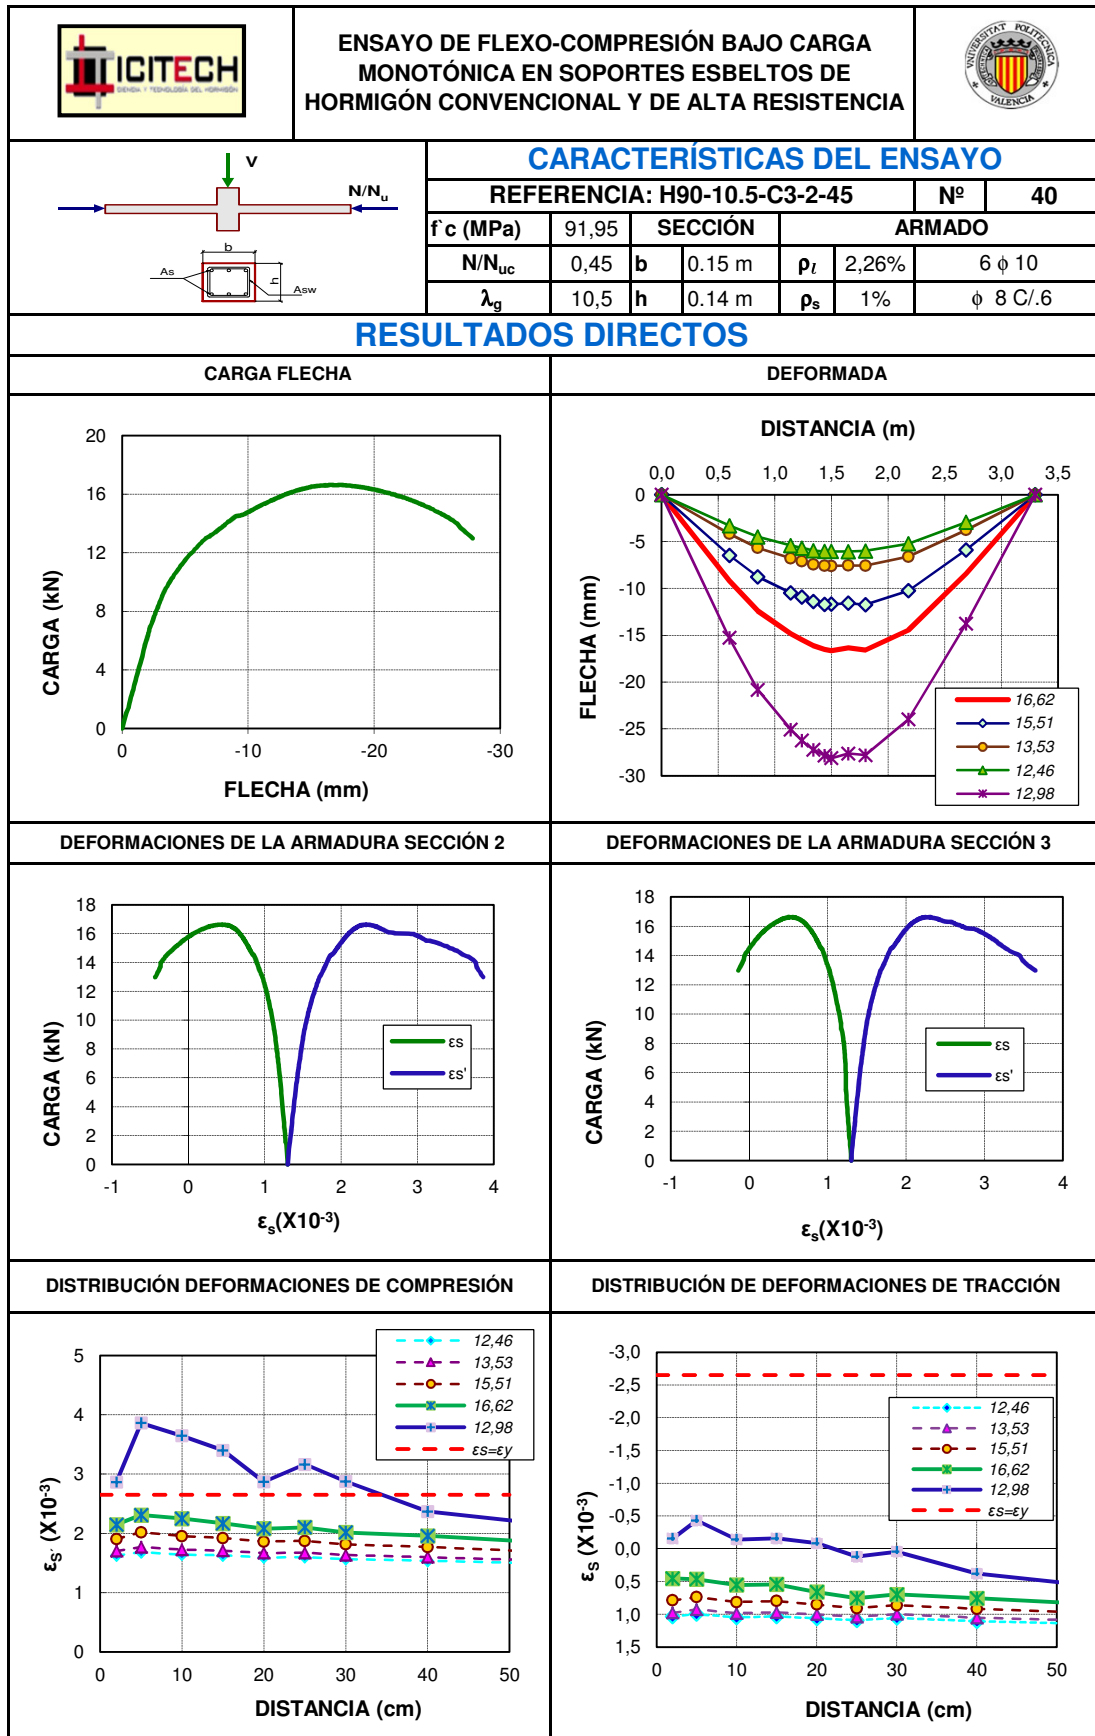 ICITECH
CIENCIA Y TECNOLOGÍA DEL HORMIGÓN
ENSAYO DE FLEXO-COMPRESIÓN BAJO CARGA
MONOTÓNICA EN SOPORTES ESBELTOS DE
HORMIGÓN CONVENCIONAL Y DE ALTA RESISTENCIA
UNIVERSITAT POLITECNICA
VALENCIA
V
N/Nu
b
As
h
Asw
CARACTERÍSTICAS DEL ENSAYO
REFERENCIA: H90-10.5-C3-2-45 Nº 40
f`c (MPa) 91,95 SECCIÓN ARMADO
N/Nuc 0,45 b 0.15 m ρl 2,26% 6 ϕ 10
λg 10,5 h 0.14 m ρs 1% ϕ 8 C/.6
RESULTADOS DIRECTOS
CARGA FLECHA
CARGA (kN)
20
16
12
8
4
0
0 -10 -20 -30
FLECHA (mm)
DEFORMADA
DISTANCIA (m)
0,0 0,5 1,0 1,5 2,0 2,5 3,0 3,5
FLECHA (mm)
0
-5
-10
-15
-20
-25
-30
16,62
15,51
13,53
12,46
12,98
DEFORMACIONES DE LA ARMADURA SECCIÓN 2
CARGA (kN)
18
16
14
12
10
8
6
4
2
0
εs
εs'
-1 0 1 2 3 4
εs(X10-3)
DEFORMACIONES DE LA ARMADURA SECCIÓN 3
CARGA (kN)
18
16
14
12
10
8
6
4
2
0
εs
εs'
-1 0 1 2 3 4
εs(X10-3)
DISTRIBUCIÓN DEFORMACIONES DE COMPRESIÓN
εs' (X10-3)
5
4
3
2
1
0
12,46
13,53
15,51
16,62
12,98
εs=εy
0 10 20 30 40 50
DISTANCIA (cm)
DISTRIBUCIÓN DE DEFORMACIONES DE TRACCIÓN
εs (X10-3)
-3,0
-2,5
-2,0
-1,5
-1,0
-0,5
0,0
0,5
1,0
1,5
12,46
13,53
15,51
16,62
12,98
εs=εy
0 10 20 30 40 50
DISTANCIA (cm)